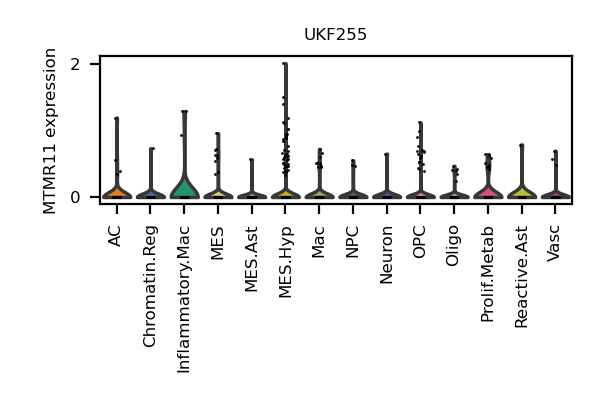 UKF255
MTMR11 expression
2
0
AC
Chromatin.Reg
Inflammatory.Mac
MES
MES.Ast
MES.Hyp
Mac
NPC
Neuron
OPC
Oligo
Prolif.Metab
Reactive.Ast
Vasc